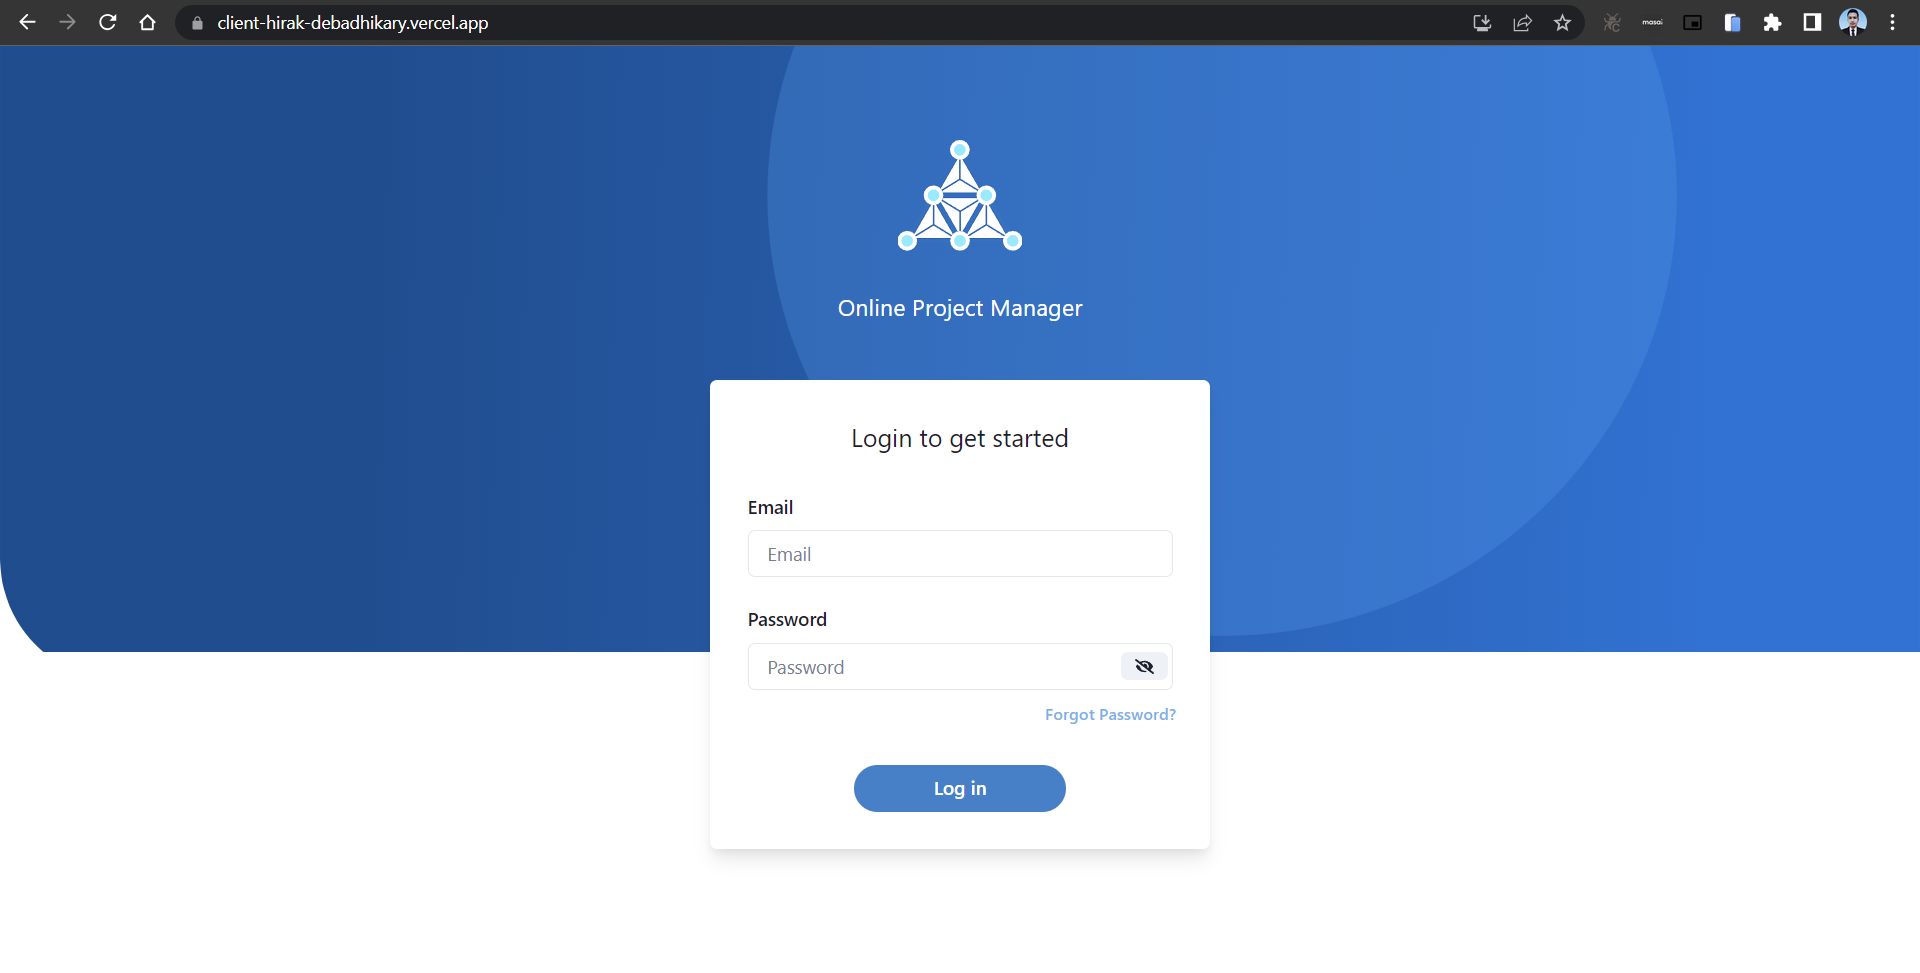 client-hirak-debadhikary.vercel.app
masai
Online Project Manager
Login to get started
Email
Email
Password
Password
Forgot Password?
Log in